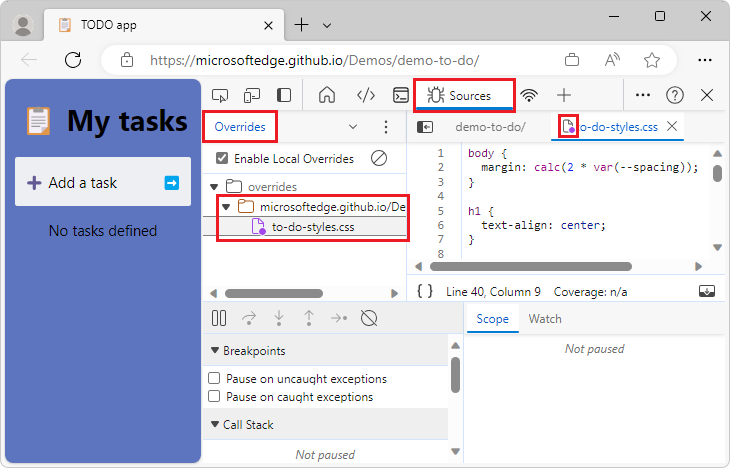 TODO app
https://microsoftedge.github.io/Demos/demo-to-do/
My tasks
Add a task
No tasks defined
Sources
Overrides
Enable Local Overrides
overrides
microsoftedge.github.io/De
to-do-styles.css
demo-to-do/
o-do-styles.css
1 body {
2 margin: calc(2 * var(--spacing));
3 }
4
5 h1 {
6 text-align: center;
7 }
8
{ } Line 40, Column 9 Coverage: n/a
Breakpoints
Pause on uncaught exceptions
Pause on caught exceptions
Call Stack
Not paused
Scope Watch
Not paused